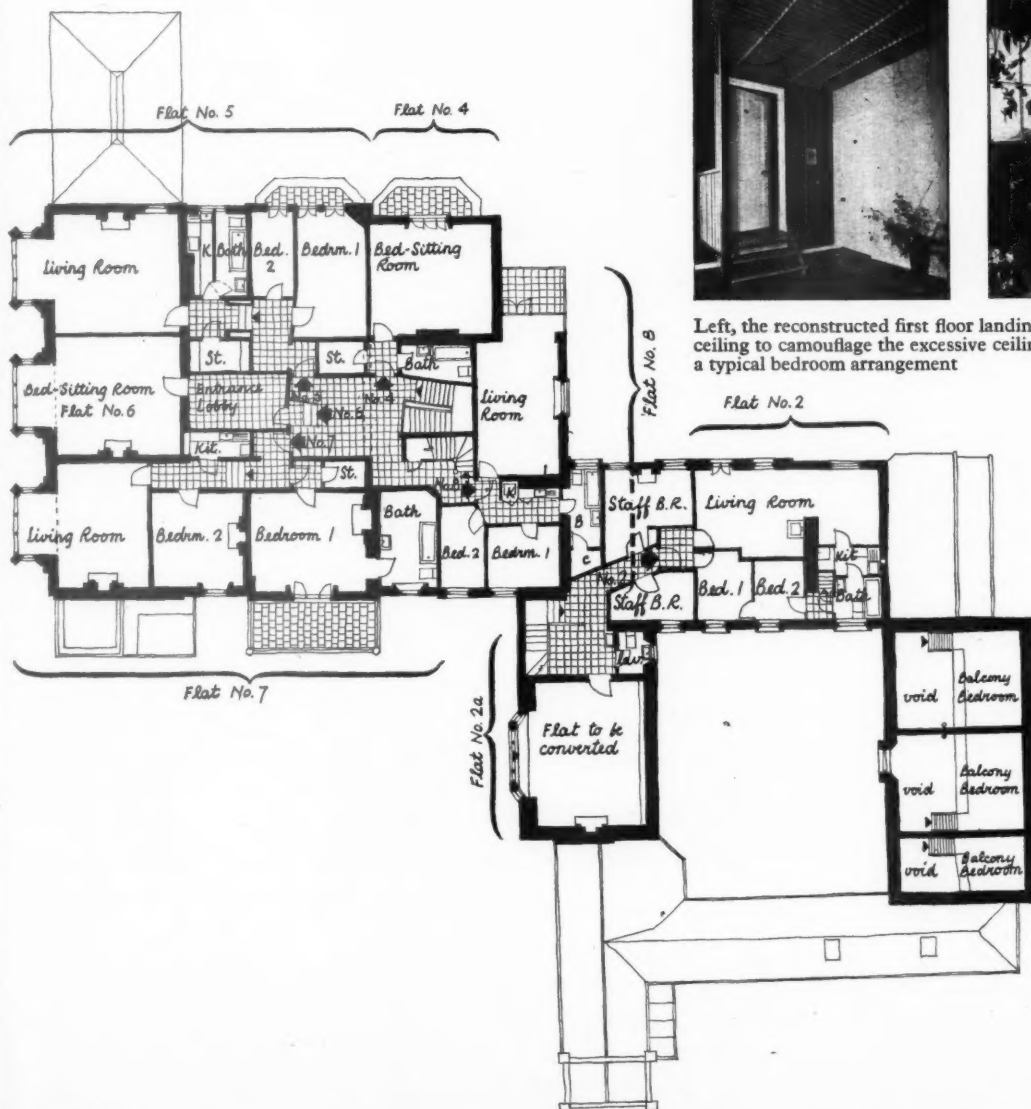 Flat No. 5
Flat No. 4
Left, the reconstructed first floor landin
ceiling to camouflage the excessive ceilin
a typical bedroom arrangement
Living Room
K.
Bath
Bed.
2
Bedrm. 1
Bed-Sitting
Room
St.
St.
Bath
Living
Room
Flat No. 8
Flat No. 2
Bed-Sitting Room
Flat No. 6
Entrance
Lobby
No. 5
No. 4
No. 6
No. 7
Kit.
St.
No. 8
K
Living Room
Bedrm. 2
Bedroom 1
Bath
Bed. 2
Bedrm. 1
B
C
Staff B.R.
Living Room
No. 2
Staff B.R.
Bed. 1
Bed. 2
Kit
Bath
Lav.
Flat No. 7
Flat No. 2a
Flat to be
converted
void
Balcony
Bedroom
void
Balcony
Bedroom
void
Balcony
Bedroom